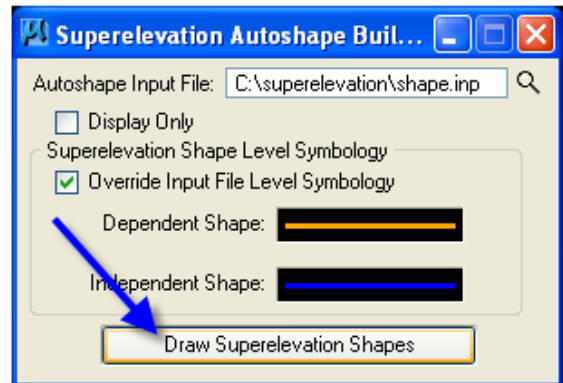 Superelevation Autoshape Buil...
Autoshape Input File: C:\superelevation\shape.inp
Display Only
Superelevation Shape Level Symbology
Override Input File Level Symbology
Dependent Shape:
Independent Shape:
Draw Superelevation Shapes